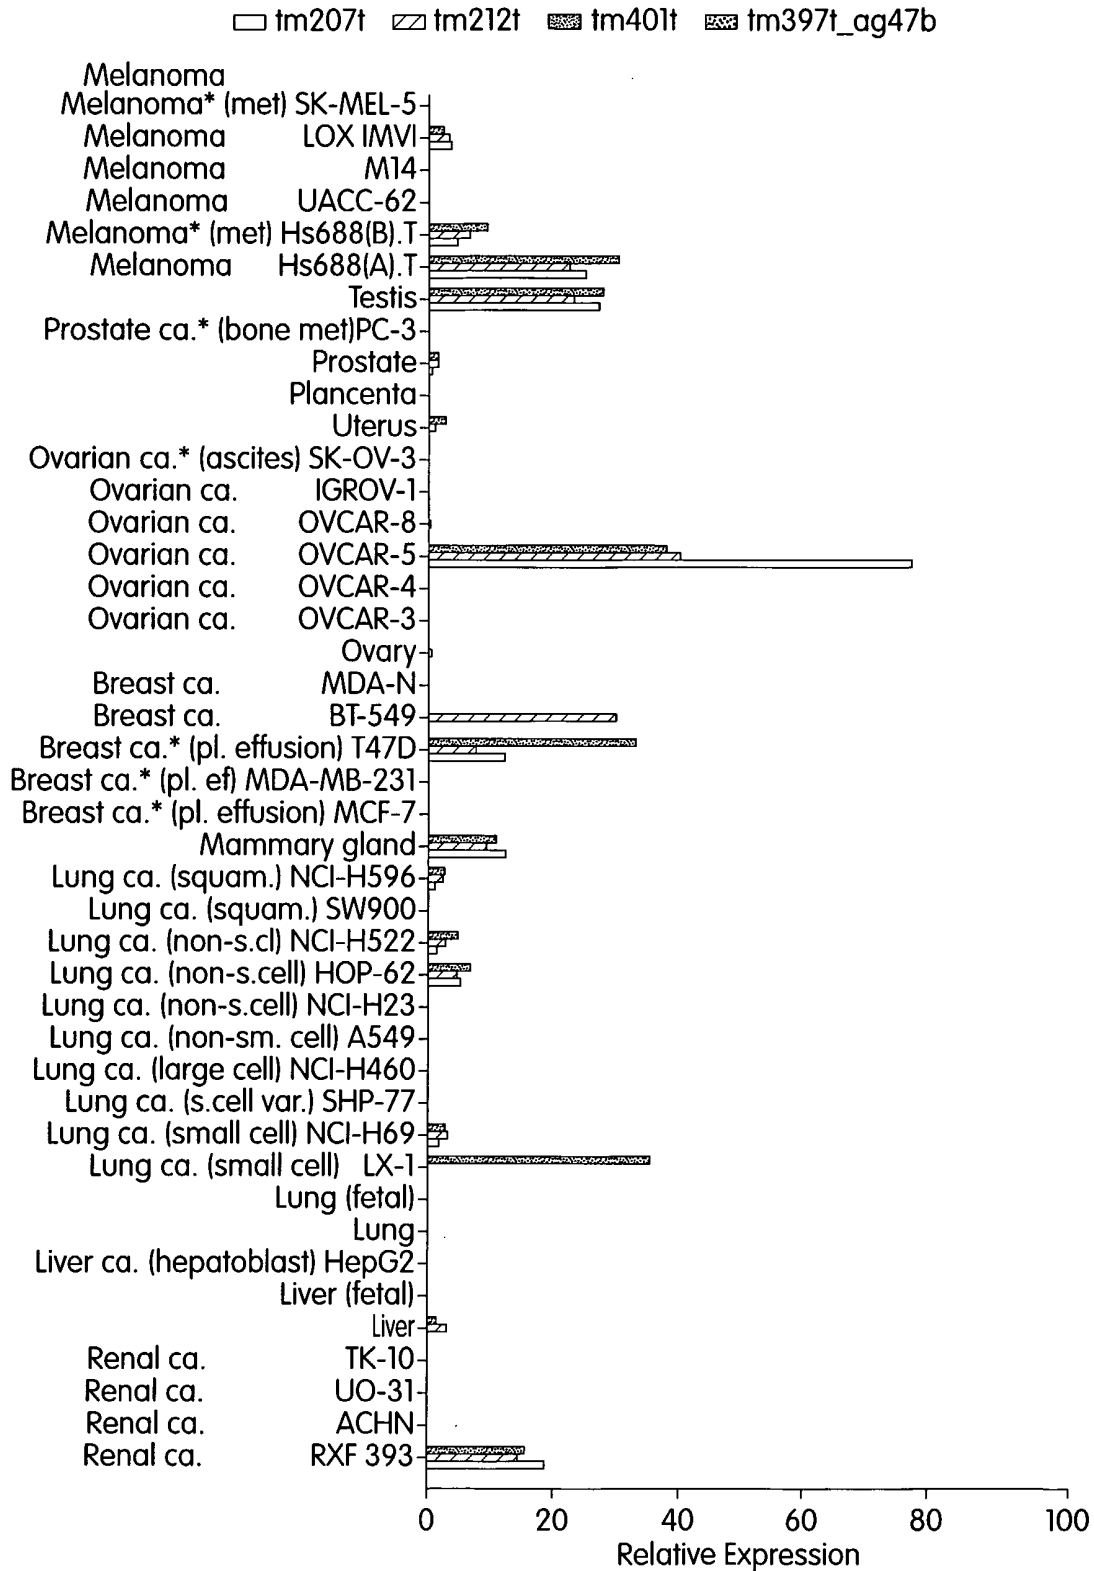 tm207t tm212t tm401t tm397t_ag47b
Melanoma
Melanoma* (met) SK-MEL-5
Melanoma LOX IMVI
Melanoma M14
Melanoma UACC-62
Melanoma* (met) Hs688(B).T
Melanoma Hs688(A).T
Testis
Prostate ca.* (bone met)PC-3
Prostate
Plancenta
Uterus
Ovarian ca.* (ascites) SK-OV-3
Ovarian ca. IGROV-1
Ovarian ca. OVCAR-8
Ovarian ca. OVCAR-5
Ovarian ca. OVCAR-4
Ovarian ca. OVCAR-3
Ovary
Breast ca. MDA-N
Breast ca. BT-549
Breast ca.* (pl. effusion) T47D
Breast ca.* (pl. ef) MDA-MB-231
Breast ca.* (pl. effusion) MCF-7
Mammary gland
Lung ca. (squam.) NCI-H596
Lung ca. (squam.) SW900
Lung ca. (non-s.cl) NCI-H522
Lung ca. (non-s.cell) HOP-62
Lung ca. (non-s.cell) NCI-H23
Lung ca. (non-sm. cell) A549
Lung ca. (large cell) NCI-H460
Lung ca. (s.cell var.) SHP-77
Lung ca. (small cell) NCI-H69
Lung ca. (small cell) LX-1
Lung (fetal)
Lung
Liver ca. (hepatoblast) HepG2
Liver (fetal)
Liver
Renal ca. TK-10
Renal ca. UO-31
Renal ca. ACHN
Renal ca. RXF 393
0 20 40 60 80 100
Relative Expression